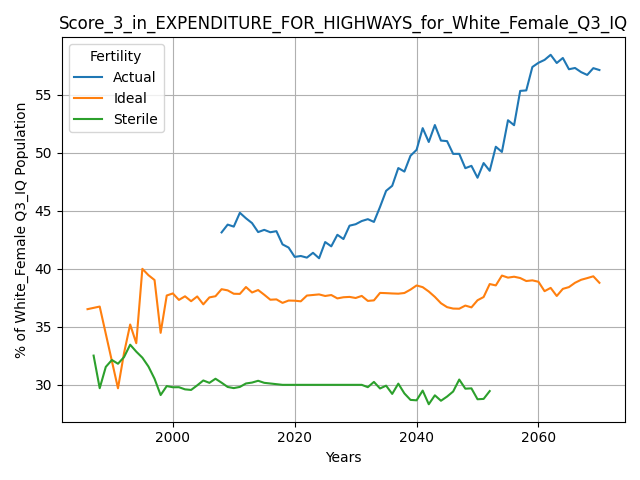 Score_3_in_EXPENDITURE_FOR_HIGHWAYS_for_White_Female_Q3_IQ
Fertility
Actual
Ideal
Sterile
% of White_Female Q3_IQ Population
55
50
45
40
35
30
2000
2020
2040
2060
Years